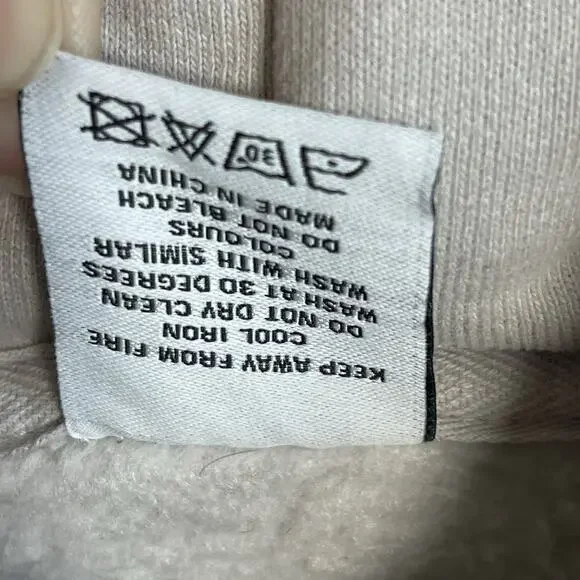 KEEP AWAY FROM FIRE
COOL IRON
DO NOT DRY CLEAN
WASH AT 30 DEGREES
WASH WITH SIMILAR
COLOURS
DO NOT BLEACH
MADE IN CHINA
30°